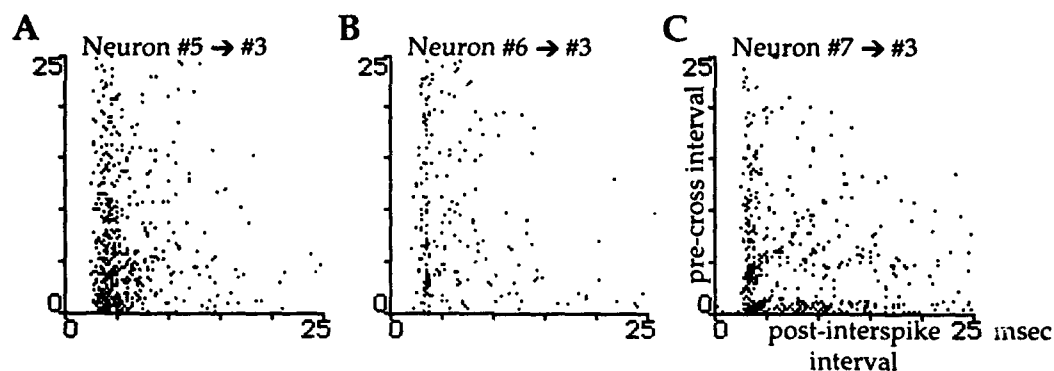 A Neuron #5 → #3
25
0
0 25
B Neuron #6 → #3
25
0
0 25
C Neuron #7 → #3
25
pre-cross interval
0
0 post-interspike 25 msec
interval